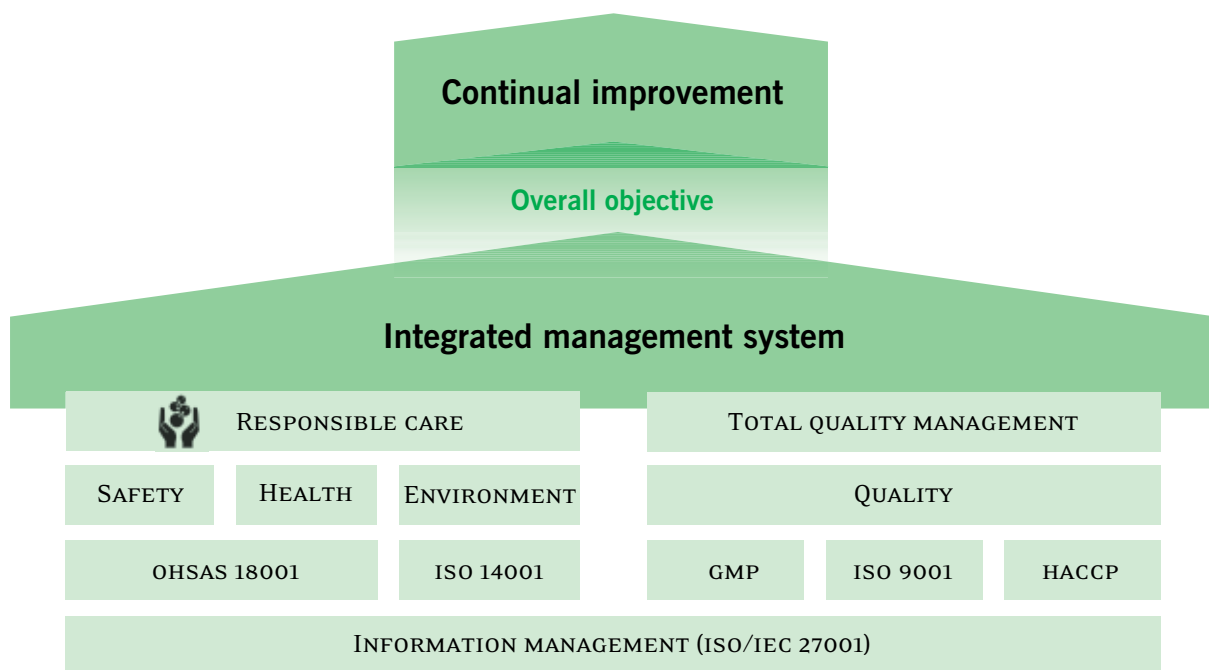 Continual improvement
Overall objective
Integrated management system
Responsible care
Total quality management
Safety
Health
Environment
Quality
OHSAS 18001
ISO 14001
GMP
ISO 9001
HACCP
Information management (ISO/IEC 27001)